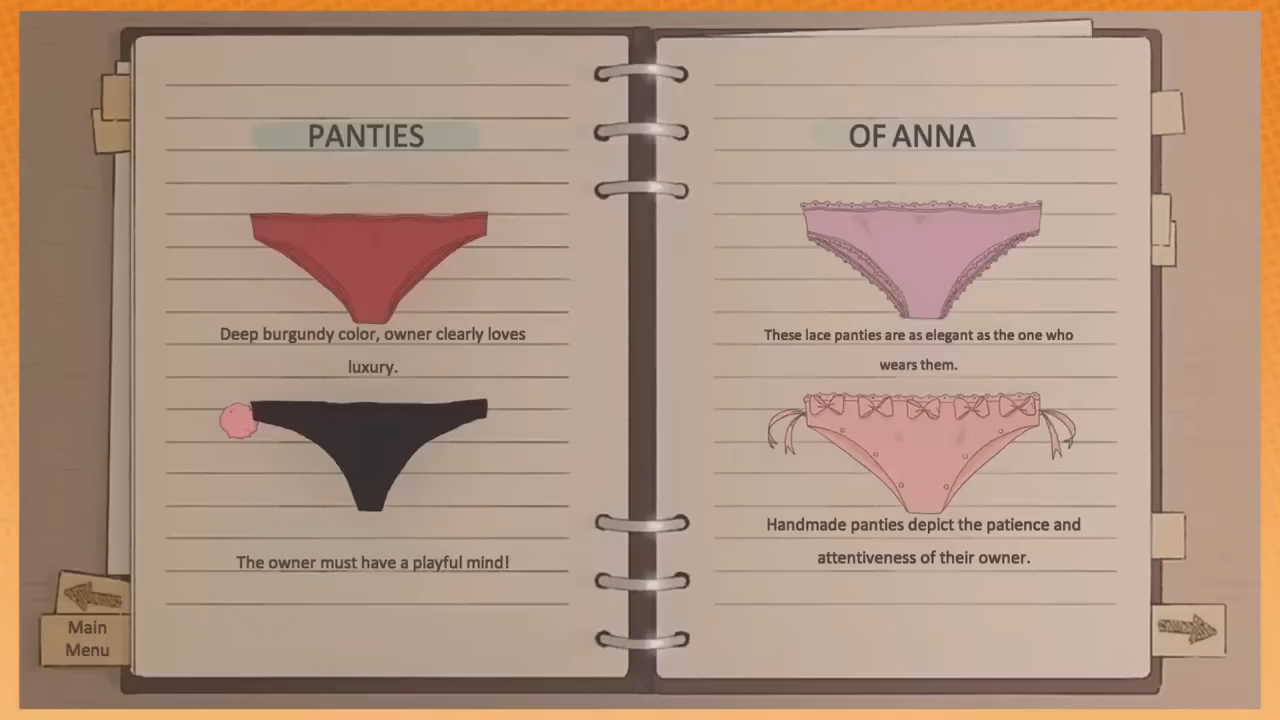 PANTIES
Deep burgundy color, owner clearly loves
luxury.
The owner must have a playful mind!
OF ANNA
These lace panties are as elegant as the one who
wears them.
Handmade panties depict the patience and
attentiveness of their owner.
Main
Menu